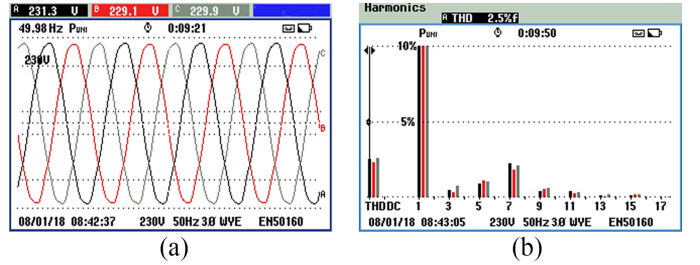 A 231.3 V B 229.1 V C 229.9 V
49.98 Hz PUNI 0:09:21
230V
C
B
A
08/01/18 08:42:37 230V 50Hz 3Ø WYE EN50160
(a)
Harmonics
A THD 2.5%f
PUNI 0:09:50
10%
5%
THDDC 1 3 5 7 9 11 13 15 17
08/01/18 08:43:05 230V 50Hz 3Ø WYE EN50160
(b)